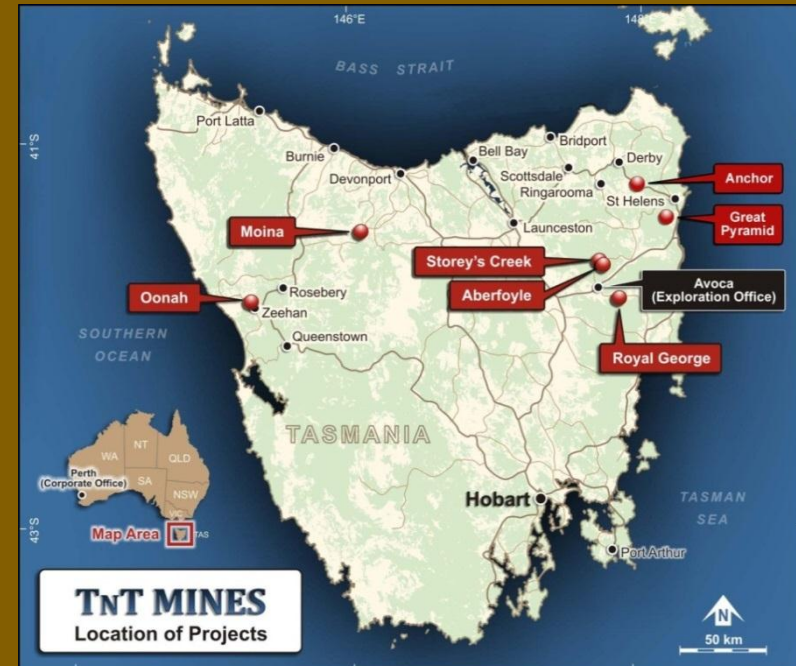 146°E
148°E
BASS STRAIT
41°S
Port Latta
Burnie
Devonport
Bell Bay
Bridport
Scottsdale
Derby
Ringarooma
Anchor
St Helens
Great
Pyramid
Launceston
Moina
Storey's Creek
Aberfoyle
Avoca
(Exploration Office)
Oonah
Rosebery
Zeehan
Royal George
SOUTHERN
OCEAN
Queenstown
TASMANIA
WA
NT
QLD
SA
NSW
VIC
TAS
Perth
(Corporate Office)
Map Area
Hobart
TASMAN
SEA
43°S
Port Arthur
TNT MINES
Location of Projects
N
50 km